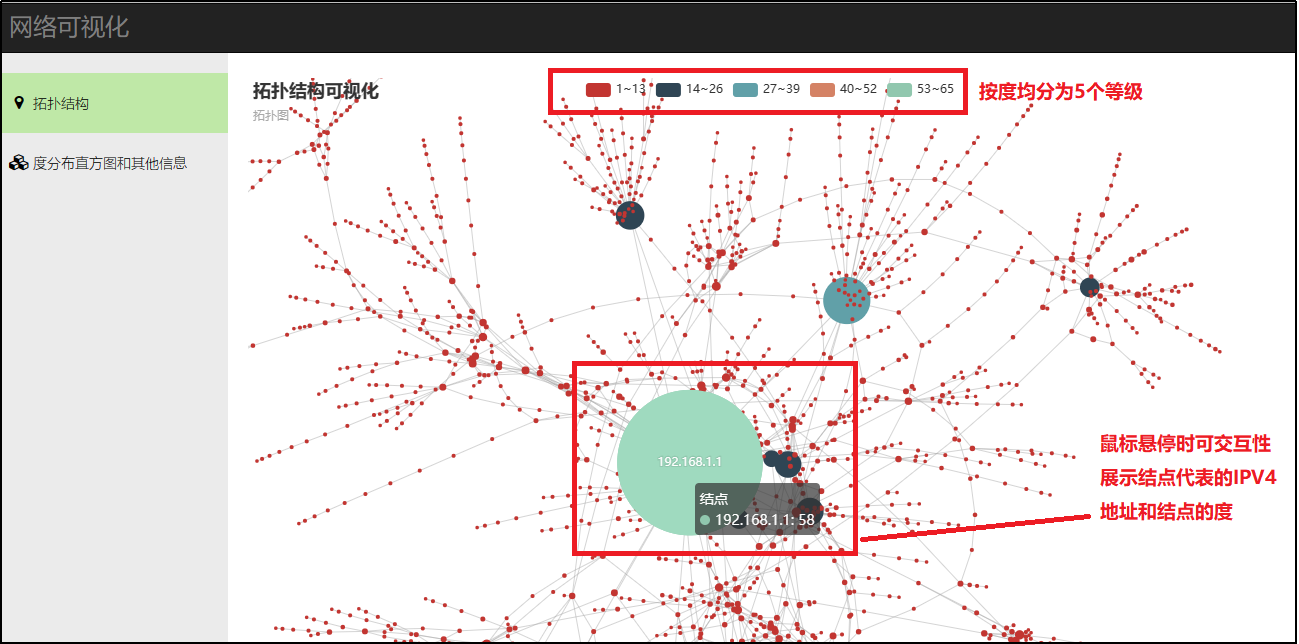 网络可视化
拓扑结构
度分布直方图和其他信息
拓扑结构可视化
拓扑图
1~13 14~26 27~39 40~52 53~65
按度均分为5个等级
192.168.1.1
结点
192.168.1.1: 58
鼠标悬停时可交互性
展示结点代表的IPV4
地址和结点的度